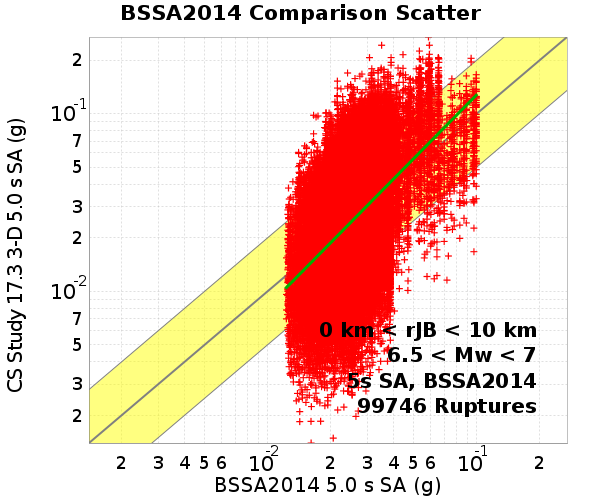 BSSA2014 Comparison Scatter
CS Study 17.3 3-D 5.0 s SA (g)
2
10-1
7
5
3
2
10-2
7
5
3
2
0 km < rJB < 10 km
6.5 < Mw < 7
5s SA, BSSA2014
99746 Ruptures
2 3 4 5 6 10-2 2 3 4 5 6 10-1 2
BSSA2014 5.0 s SA (g)